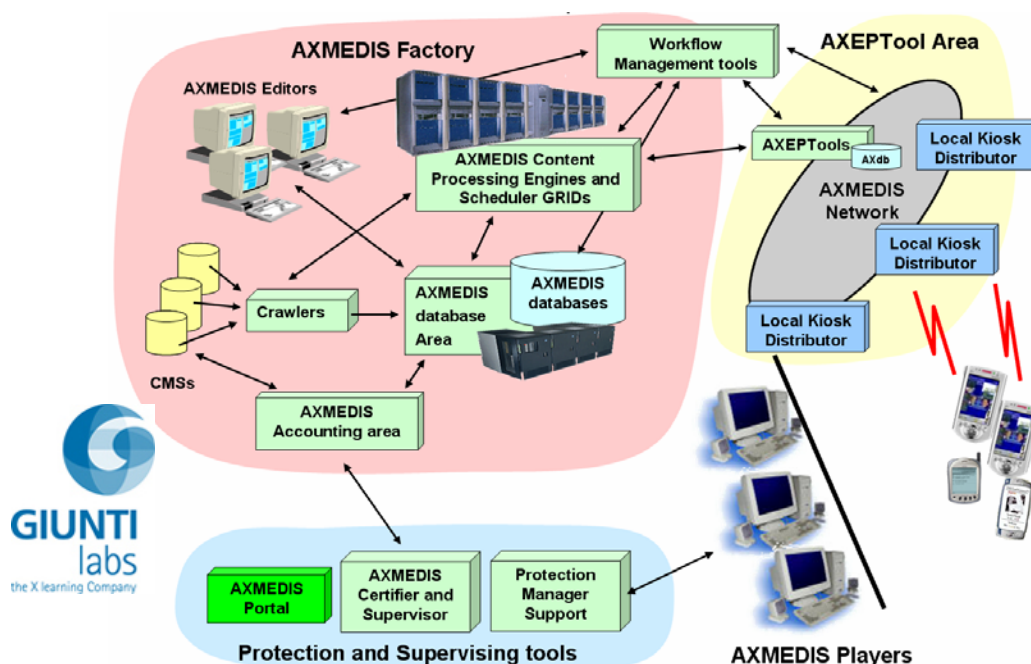 AXMEDIS Factory
Workflow
Management tools
AXEPTool Area
AXMEDIS Editors
AXEPTools
AXdb
Local Kiosk
Distributor
AXMEDIS Content
Processing Engines and
Scheduler GRIDs
AXMEDIS
Network
Local Kiosk
Distributor
AXMEDIS
databases
AXMEDIS
database
Area
Crawlers
Local Kiosk
Distributor
CMSs
AXMEDIS
Accounting area
GIUNTI
labs
the X learning Company
AXMEDIS
Portal
AXMEDIS
Certifier and
Supervisor
Protection
Manager
Support
Protection and Supervising tools
AXMEDIS Players